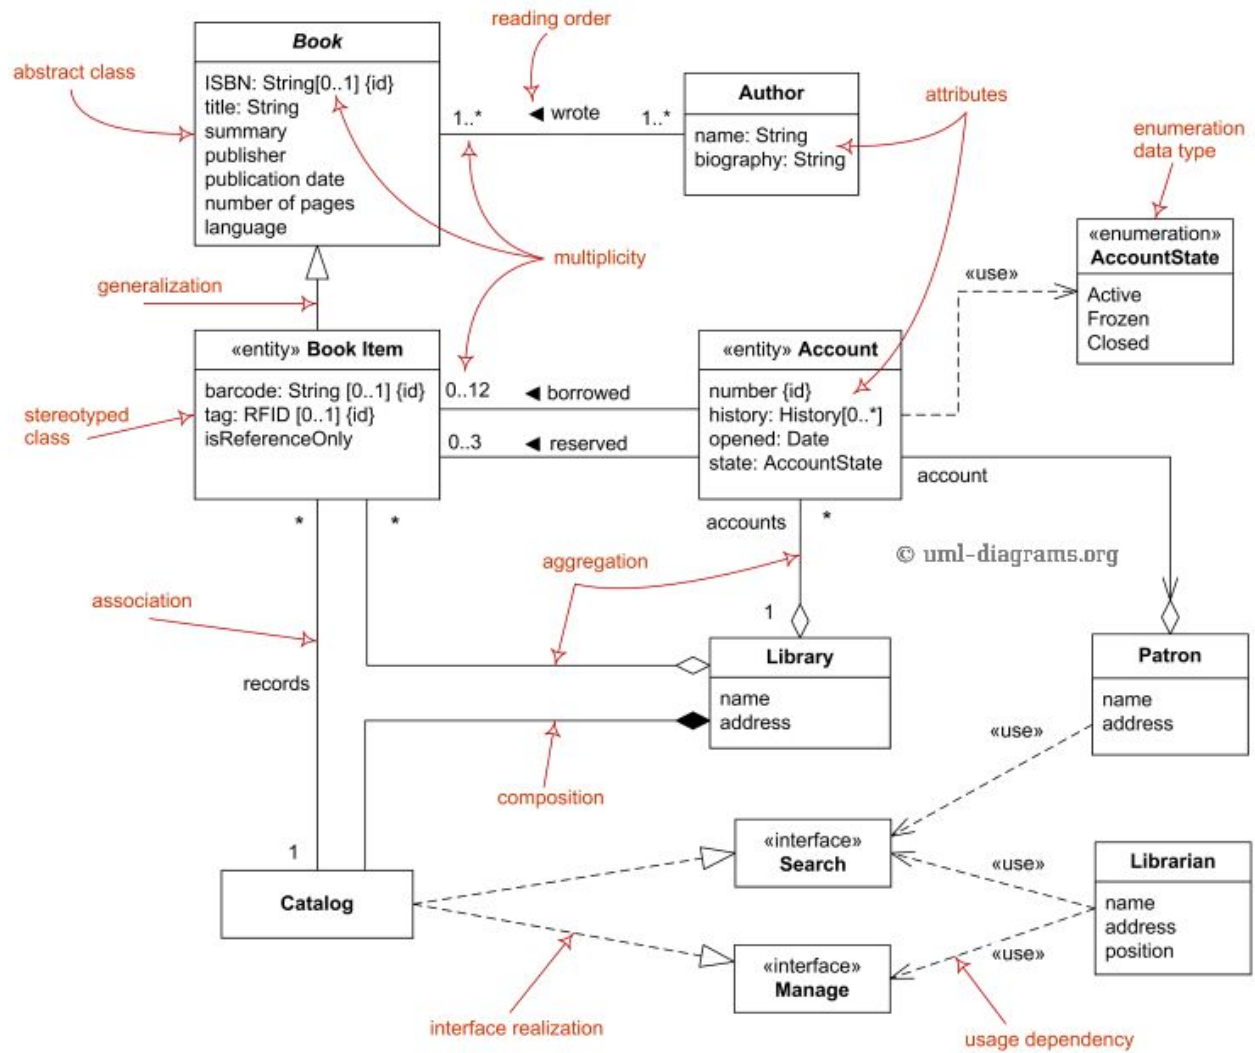 reading order
Book
abstract class
ISBN: String[0..1] {id}
title: String
summary
publisher
publication date
number of pages
language
1..*
◄ wrote
1..*
Author
name: String
biography: String
attributes
enumeration
data type
«enumeration»
AccountState
Active
Frozen
Closed
multiplicity
generalization
«use»
«entity» Book Item
barcode: String [0..1] {id}
tag: RFID [0..1] {id}
isReferenceOnly
stereotyped
class
0..12
◄ borrowed
0..3
◄ reserved
«entity» Account
number {id}
history: History[0..*]
opened: Date
state: AccountState
account
*
*
accounts
*
© uml-diagrams.org
aggregation
association
1
records
Library
name
address
Patron
name
address
«use»
composition
1
Catalog
«interface»
Search
«use»
Librarian
name
address
position
«interface»
Manage
«use»
interface realization
usage dependency